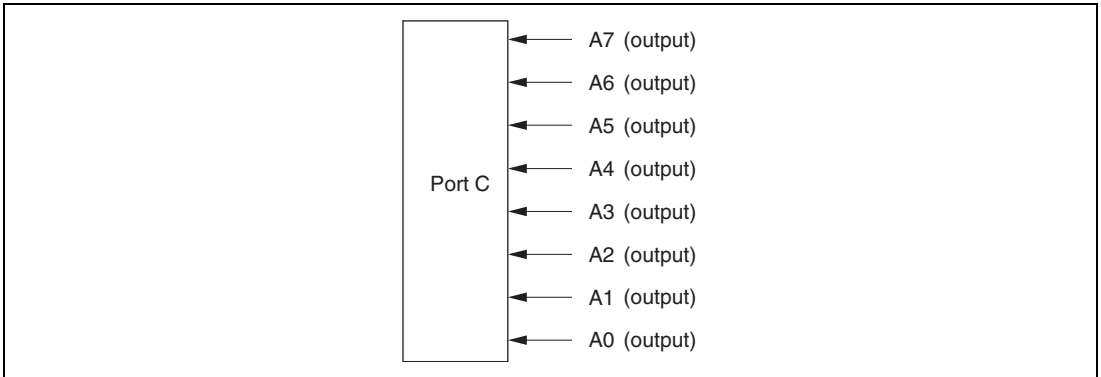 A7 (output)
A6 (output)
A5 (output)
A4 (output)
Port C
A3 (output)
A2 (output)
A1 (output)
A0 (output)